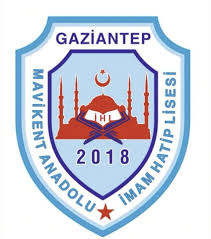 GAZİANTEP
MAVİKENT ANADOLU
İMAM HATİP LİSESİ
İHL
2018